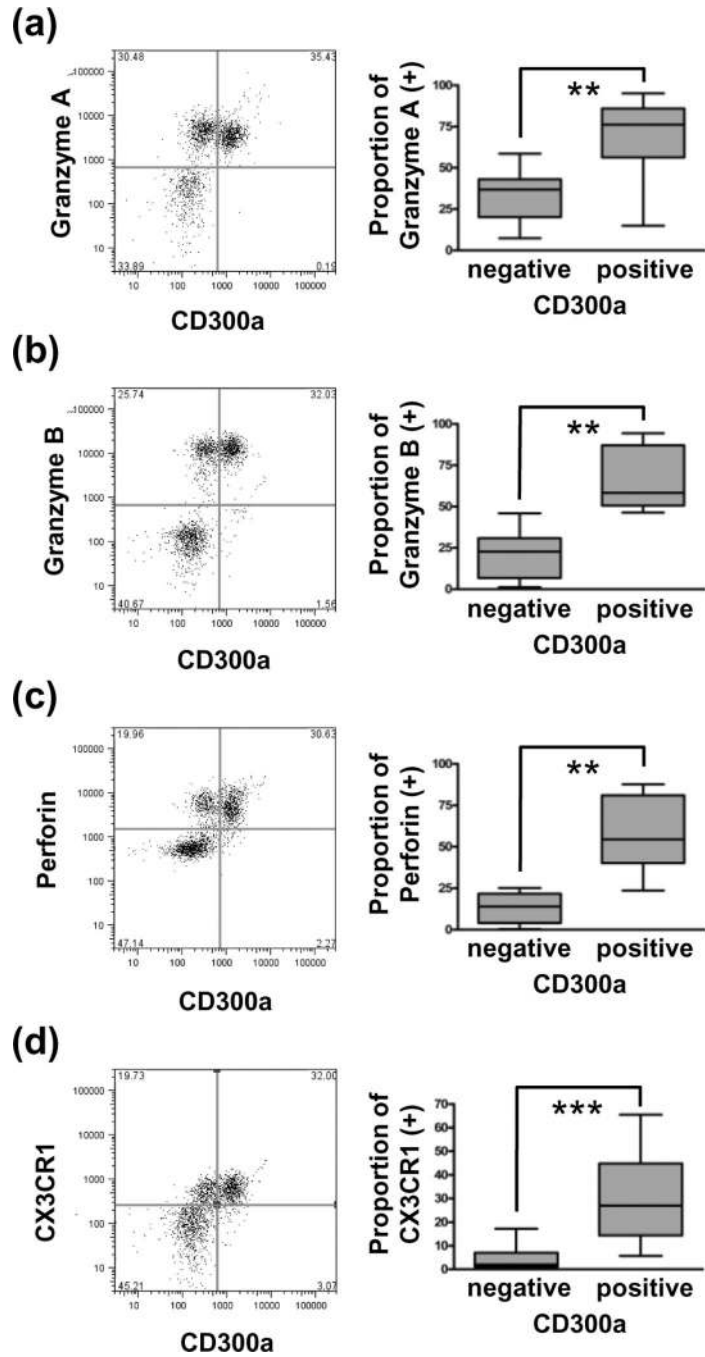 (a)
30.48 35.43
100000
10000
1000
100
10
Granzyme A
10 100 1000 10000 100000
33.89 0.19
CD300a
Proportion of
Granzyme A (+)
100
75
50
25
0
**
negative positive
CD300a
(b)
25.74 32.03
100000
10000
1000
100
10
Granzyme B
10 100 1000 10000 100000
40.67 1.56
CD300a
Proportion of
Granzyme B (+)
100
75
50
25
0
**
negative positive
CD300a
(c)
19.96 30.63
100000
10000
1000
100
10
Perforin
10 100 1000 10000 100000
47.14 2.27
CD300a
Proportion of
Perforin (+)
100
75
50
25
0
**
negative positive
CD300a
(d)
19.73 32.00
100000
10000
1000
100
10
CX3CR1
10 100 1000 10000 100000
45.21 3.07
CD300a
Proportion of
CX3CR1 (+)
70
60
50
40
30
20
10
0
***
negative positive
CD300a